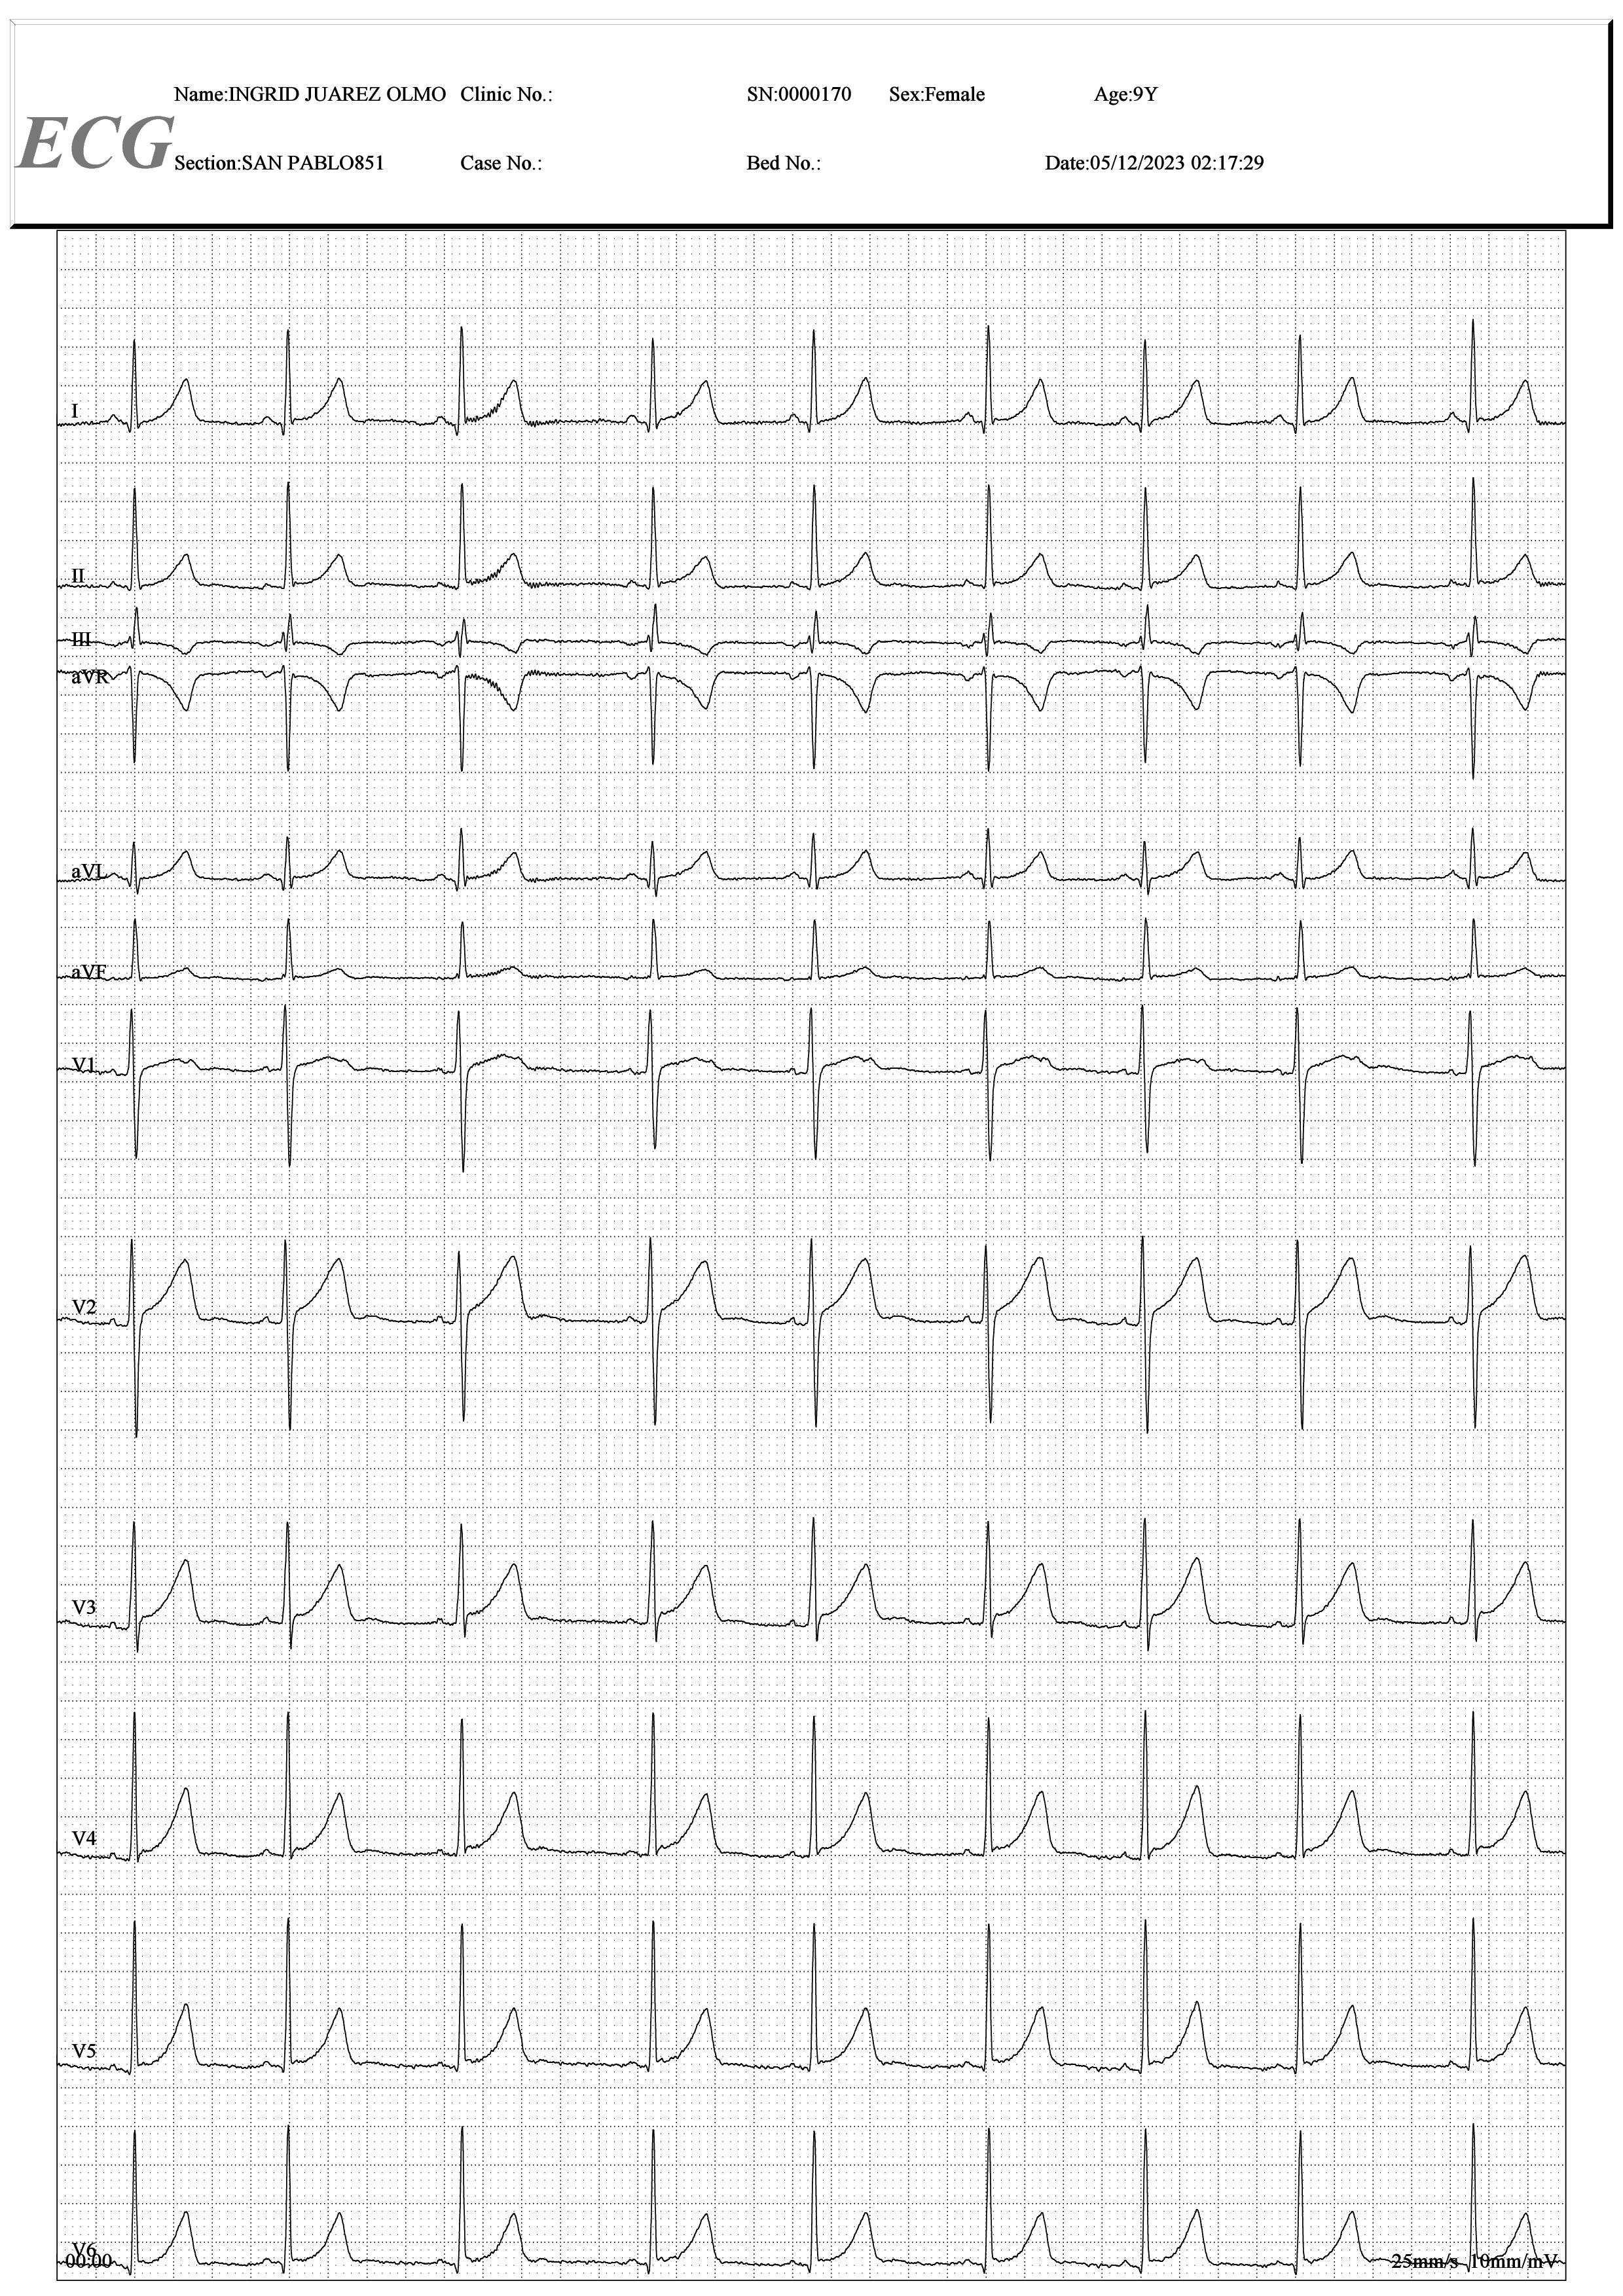 Name:INGRID JUAREZ OLMO Clinic No.: SN:0000170 Sex:Female Age:9Y
ECG
Section:SAN PABLO851 Case No.: Bed No.: Date:05/12/2023 02:17:29
I
II
III
aVR
aVL
aVF
V1
V2
V3
V4
V5
V6
00:00 25mm/s 10mm/mV